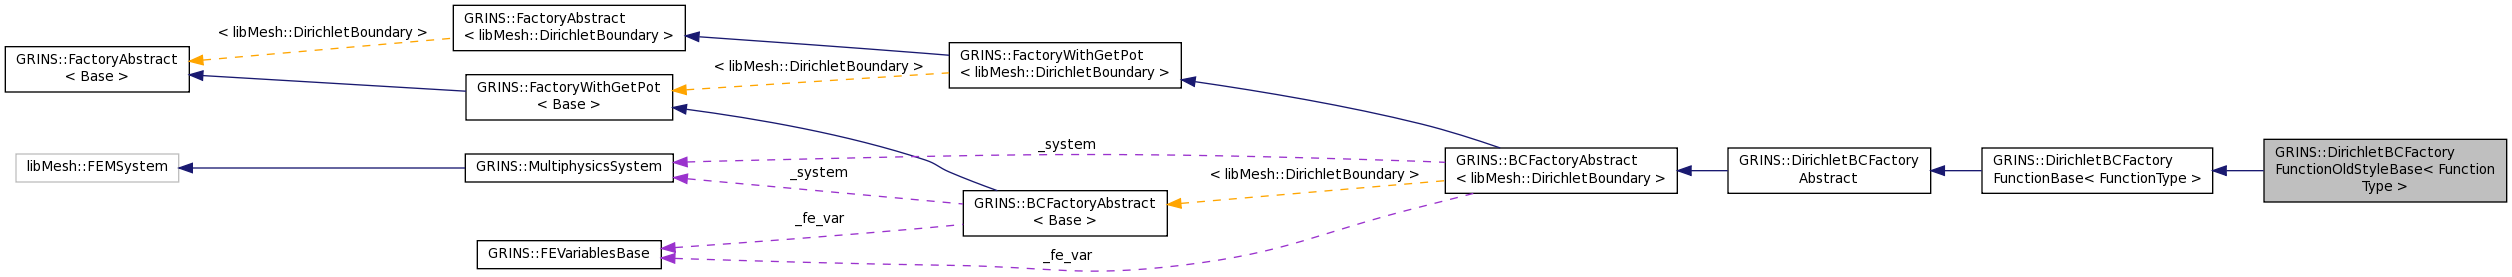 GRINS::FactoryAbstract
< Base >
libMesh::FEMSystem
< libMesh::DirichletBoundary >
GRINS::FactoryAbstract
< libMesh::DirichletBoundary >
GRINS::FactoryWithGetPot
< Base >
GRINS::MultiphysicsSystem
GRINS::FEVariablesBase
< libMesh::DirichletBoundary >
_system
_fe_var
GRINS::FactoryWithGetPot
< libMesh::DirichletBoundary >
_system
GRINS::BCFactoryAbstract
< Base >
_fe_var
< libMesh::DirichletBoundary >
GRINS::BCFactoryAbstract
< libMesh::DirichletBoundary >
GRINS::DirichletBCFactory
Abstract
GRINS::DirichletBCFactory
FunctionBase< FunctionType >
GRINS::DirichletBCFactory
FunctionOldStyleBase< Function
Type >